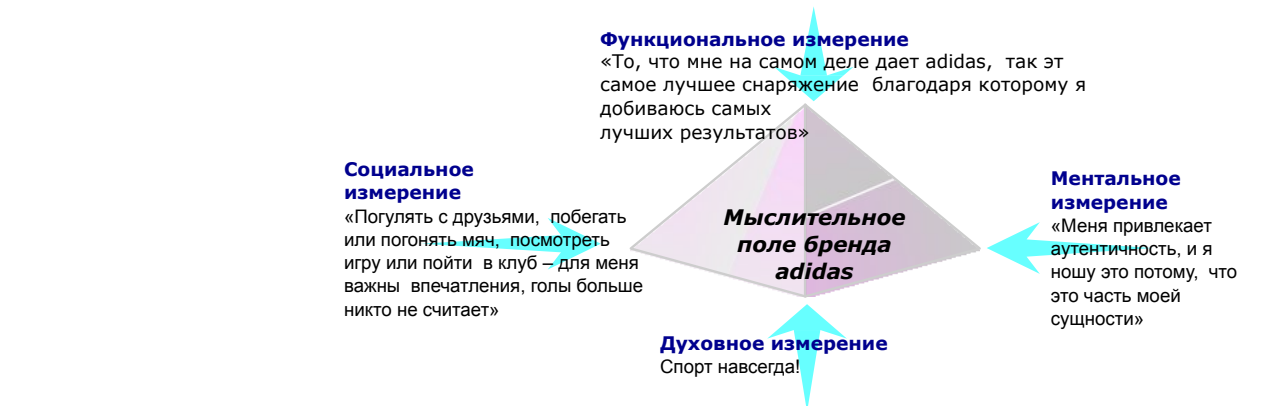 Функциональное измерение
«То, что мне на самом деле дает adidas, так эт
самое лучшее снаряжение благодаря которому я
добиваюсь самых
лучших результатов»
Социальное
измерение
«Погулять с друзьями, побегать
или погонять мяч, посмотреть
игру или пойти в клуб – для меня
важны впечатления, голы больше
никто не считает»
Мыслительное
поле бренда
adidas
Ментальное
измерение
«Меня привлекает
аутентичность, и я
ношу это потому, что
это часть моей
сущности»
Духовное измерение
Спорт навсегда!